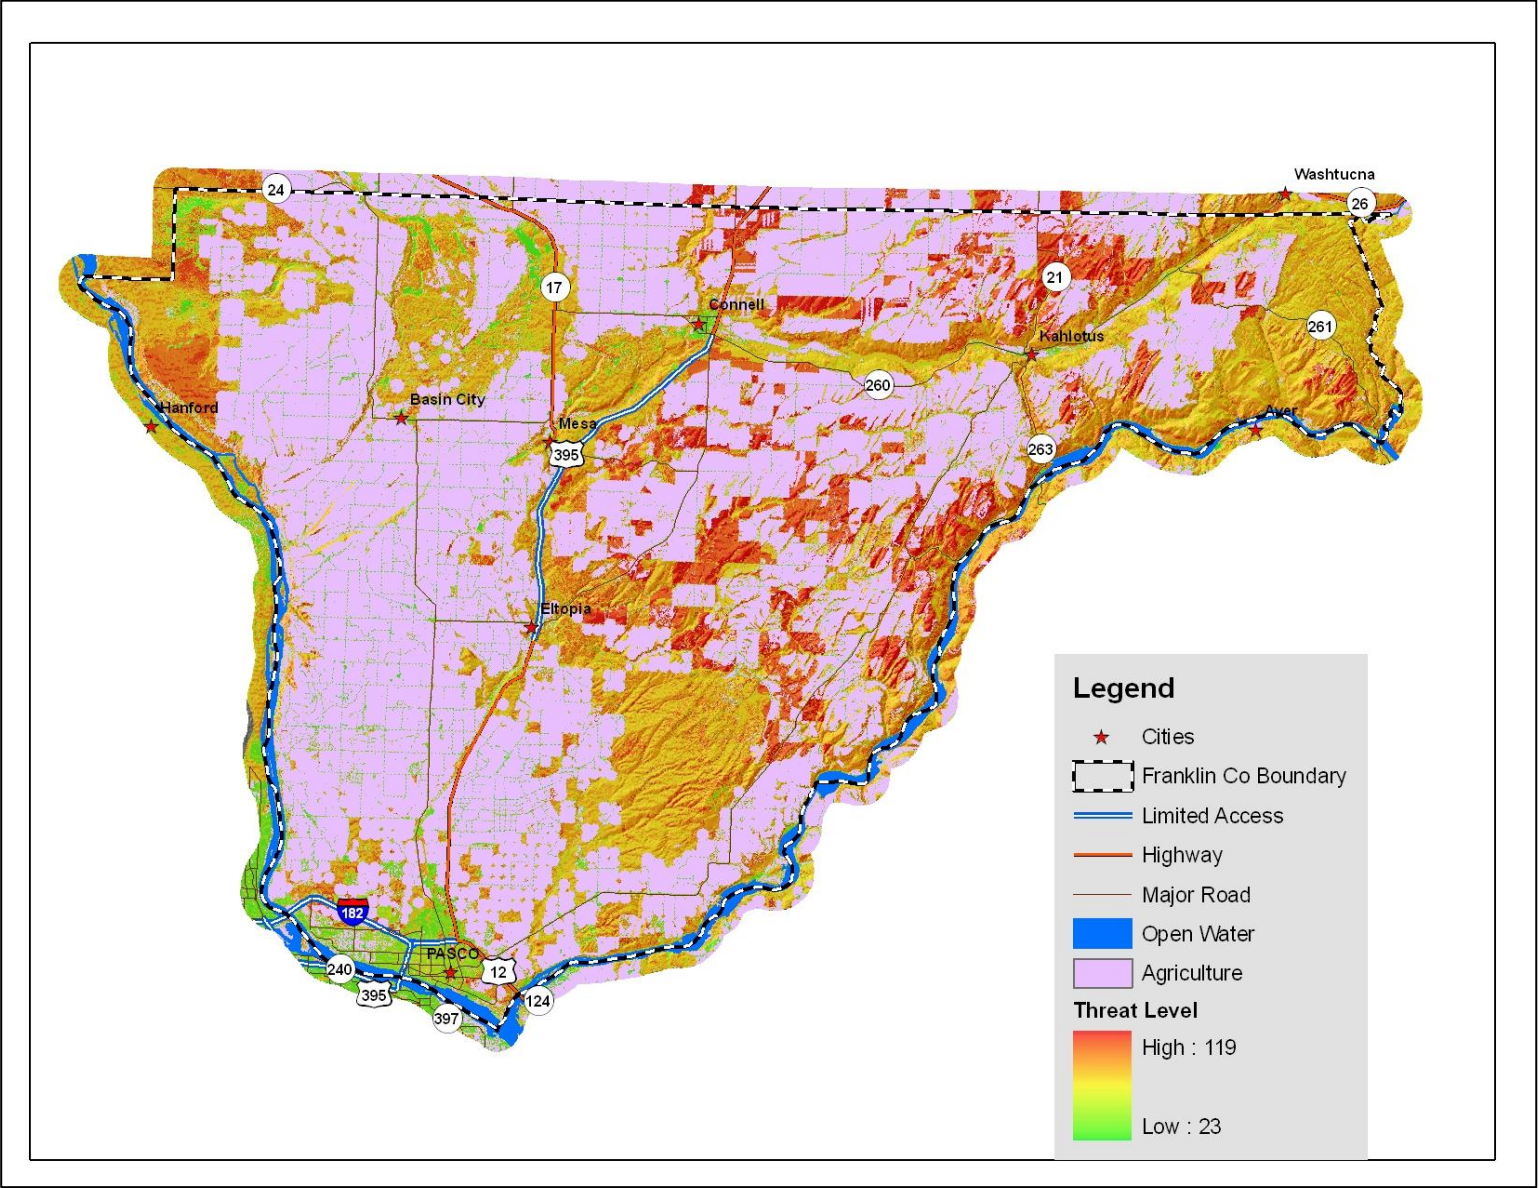 Washtucna
24
26
17
21
Connell
261
Kahlotus
260
Basin City
Hanford
Mesa
Ayer
395
263
Eltopia
182
PASCO
240
12
395
124
397
Legend
Cities
Franklin Co Boundary
Limited Access
Highway
Major Road
Open Water
Agriculture
Threat Level
High : 119
Low : 23